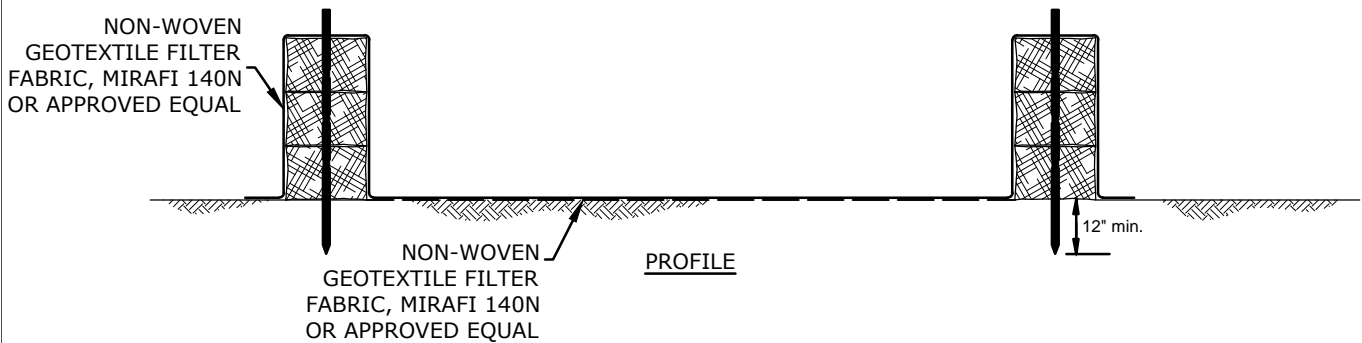 NON-WOVEN
GEOTEXTILE FILTER
FABRIC, MIRAFI 140N
OR APPROVED EQUAL
12" min.
NON-WOVEN
GEOTEXTILE FILTER
FABRIC, MIRAFI 140N
OR APPROVED EQUAL
PROFILE